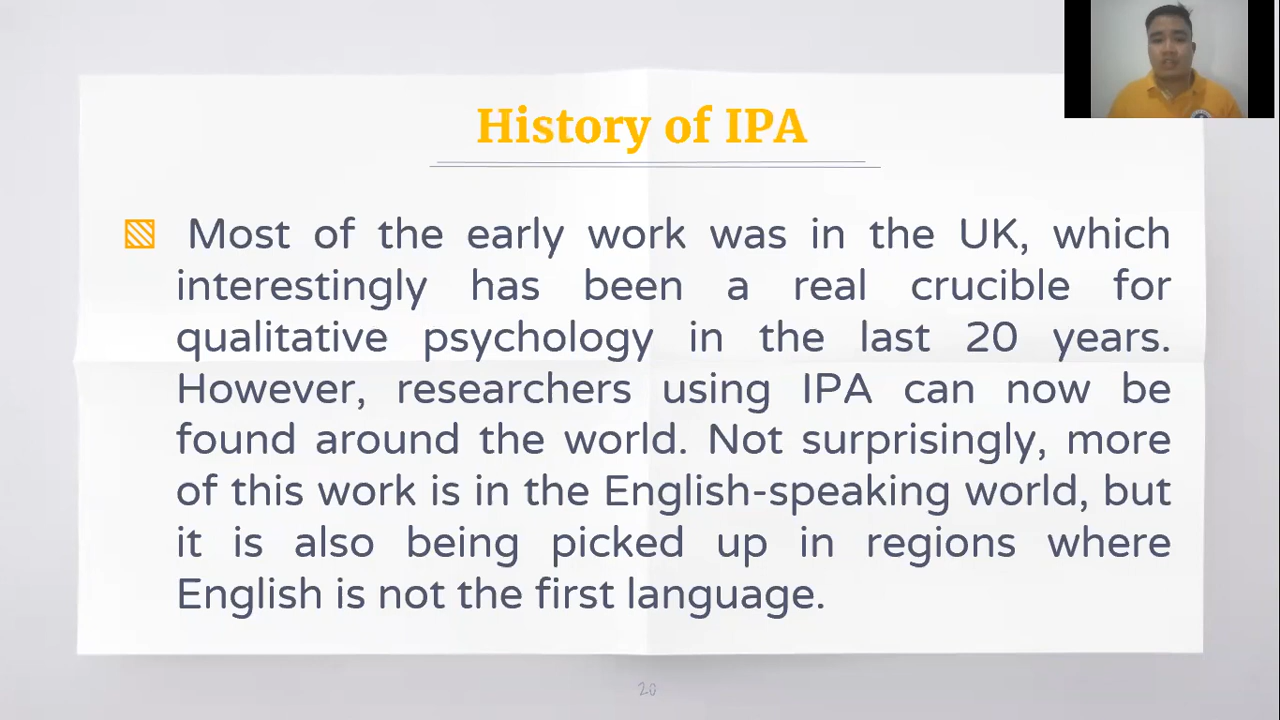 History of IPA
Most of the early work was in the UK, which
interestingly has been a real crucible for
qualitative psychology in the last 20 years.
However, researchers using IPA can now be
found around the world. Not surprisingly, more
of this work is in the English-speaking world, but
it is also being picked up in regions where
English is not the first language.
20